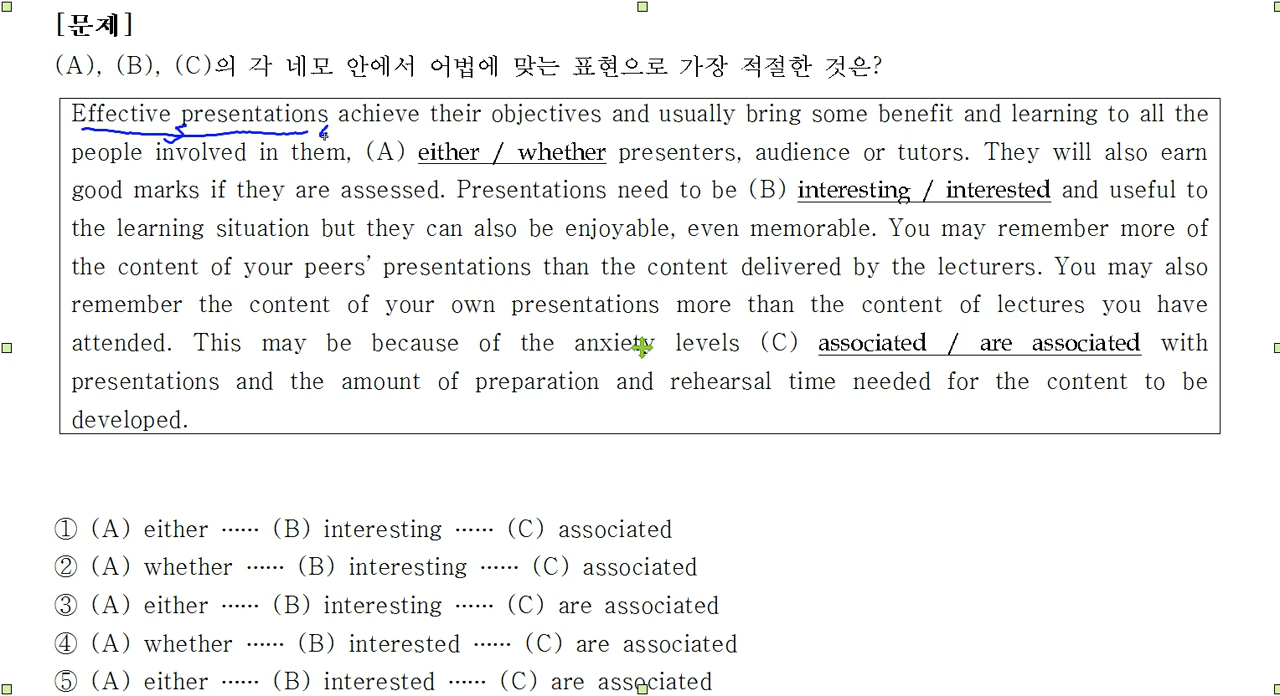 [문제]
(A), (B), (C)의 각 네모 안에서 어법에 맞는 표현으로 가장 적절한 것은?
Effective presentations achieve their objectives and usually bring some benefit and learning to all the
people involved in them, (A) either / whether presenters, audience or tutors. They will also earn
good marks if they are assessed. Presentations need to be (B) interesting / interested and useful to
the learning situation but they can also be enjoyable, even memorable. You may remember more of
the content of your peers' presentations than the content delivered by the lecturers. You may also
remember the content of your own presentations more than the content of lectures you have
attended. This may be because of the anxiety levels (C) associated / are associated with
presentations and the amount of preparation and rehearsal time needed for the content to be
developed.
① (A) either ⋯⋯ (B) interesting ⋯⋯ (C) associated
② (A) whether ⋯⋯ (B) interesting ⋯⋯ (C) associated
③ (A) either ⋯⋯ (B) interesting ⋯⋯ (C) are associated
④ (A) whether ⋯⋯ (B) interested ⋯⋯ (C) are associated
⑤ (A) either ⋯⋯ (B) interested ⋯⋯ (C) are associated